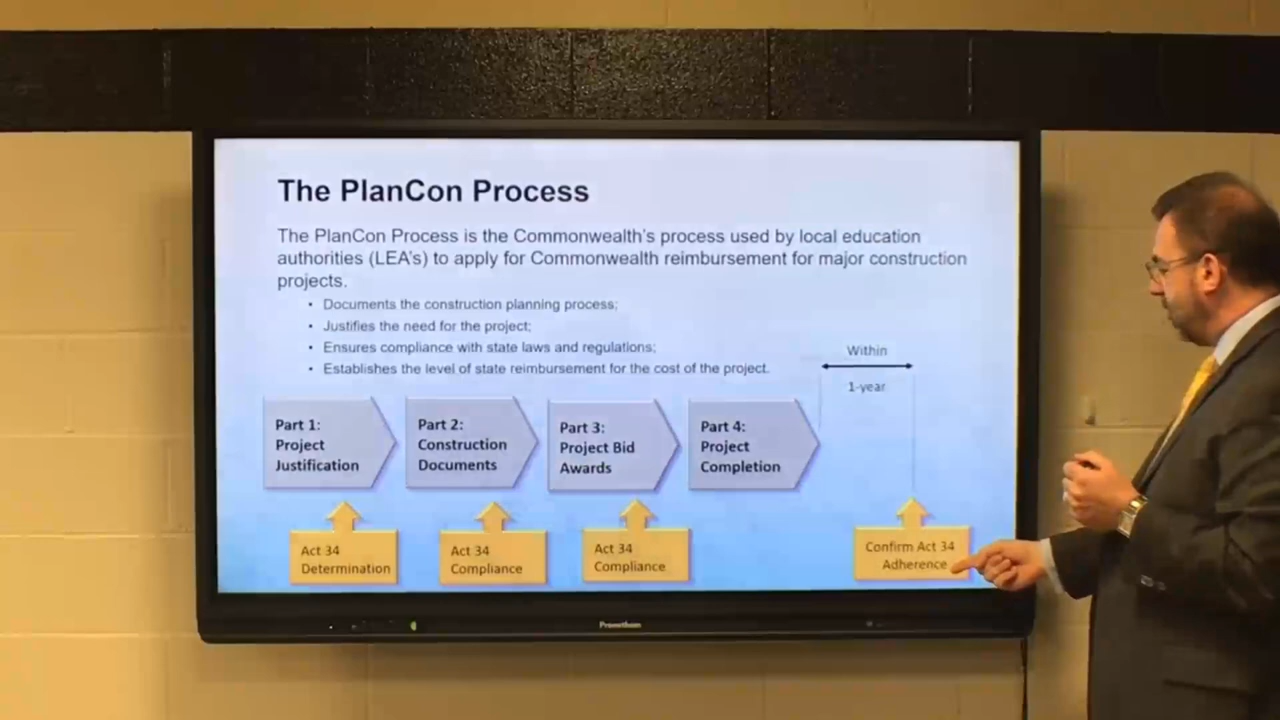 The PlanCon Process
The PlanCon Process is the Commonwealth's process used by local education
authorities (LEA's) to apply for Commonwealth reimbursement for major construction
projects.
• Documents the construction planning process;
• Justifies the need for the project;
• Ensures compliance with state laws and regulations;
• Establishes the level of state reimbursement for the cost of the project.
Within
1-year
Part 1:
Project
Justification
Part 2:
Construction
Documents
Part 3:
Project Bid
Awards
Part 4:
Project
Completion
Act 34
Determination
Act 34
Compliance
Act 34
Compliance
Confirm Act 34
Adherence
Promethean